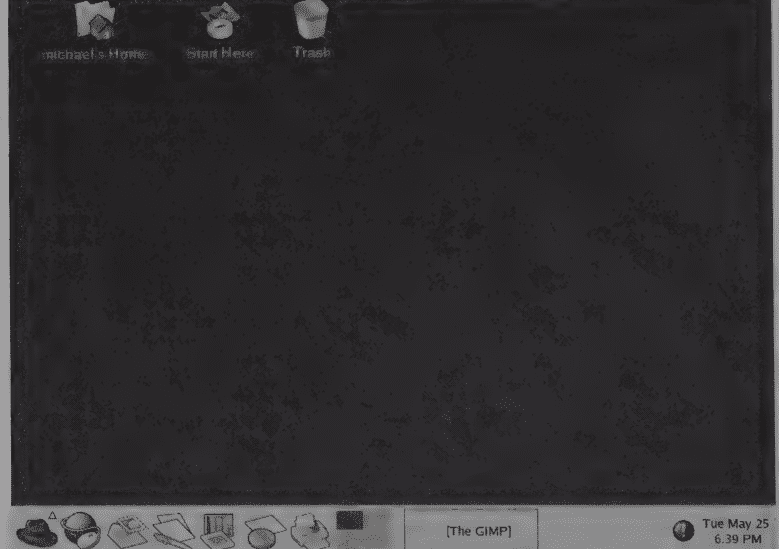 michael's Home
Start Here
Trash
[The GIMP]
Tue May 25
6.39 PM